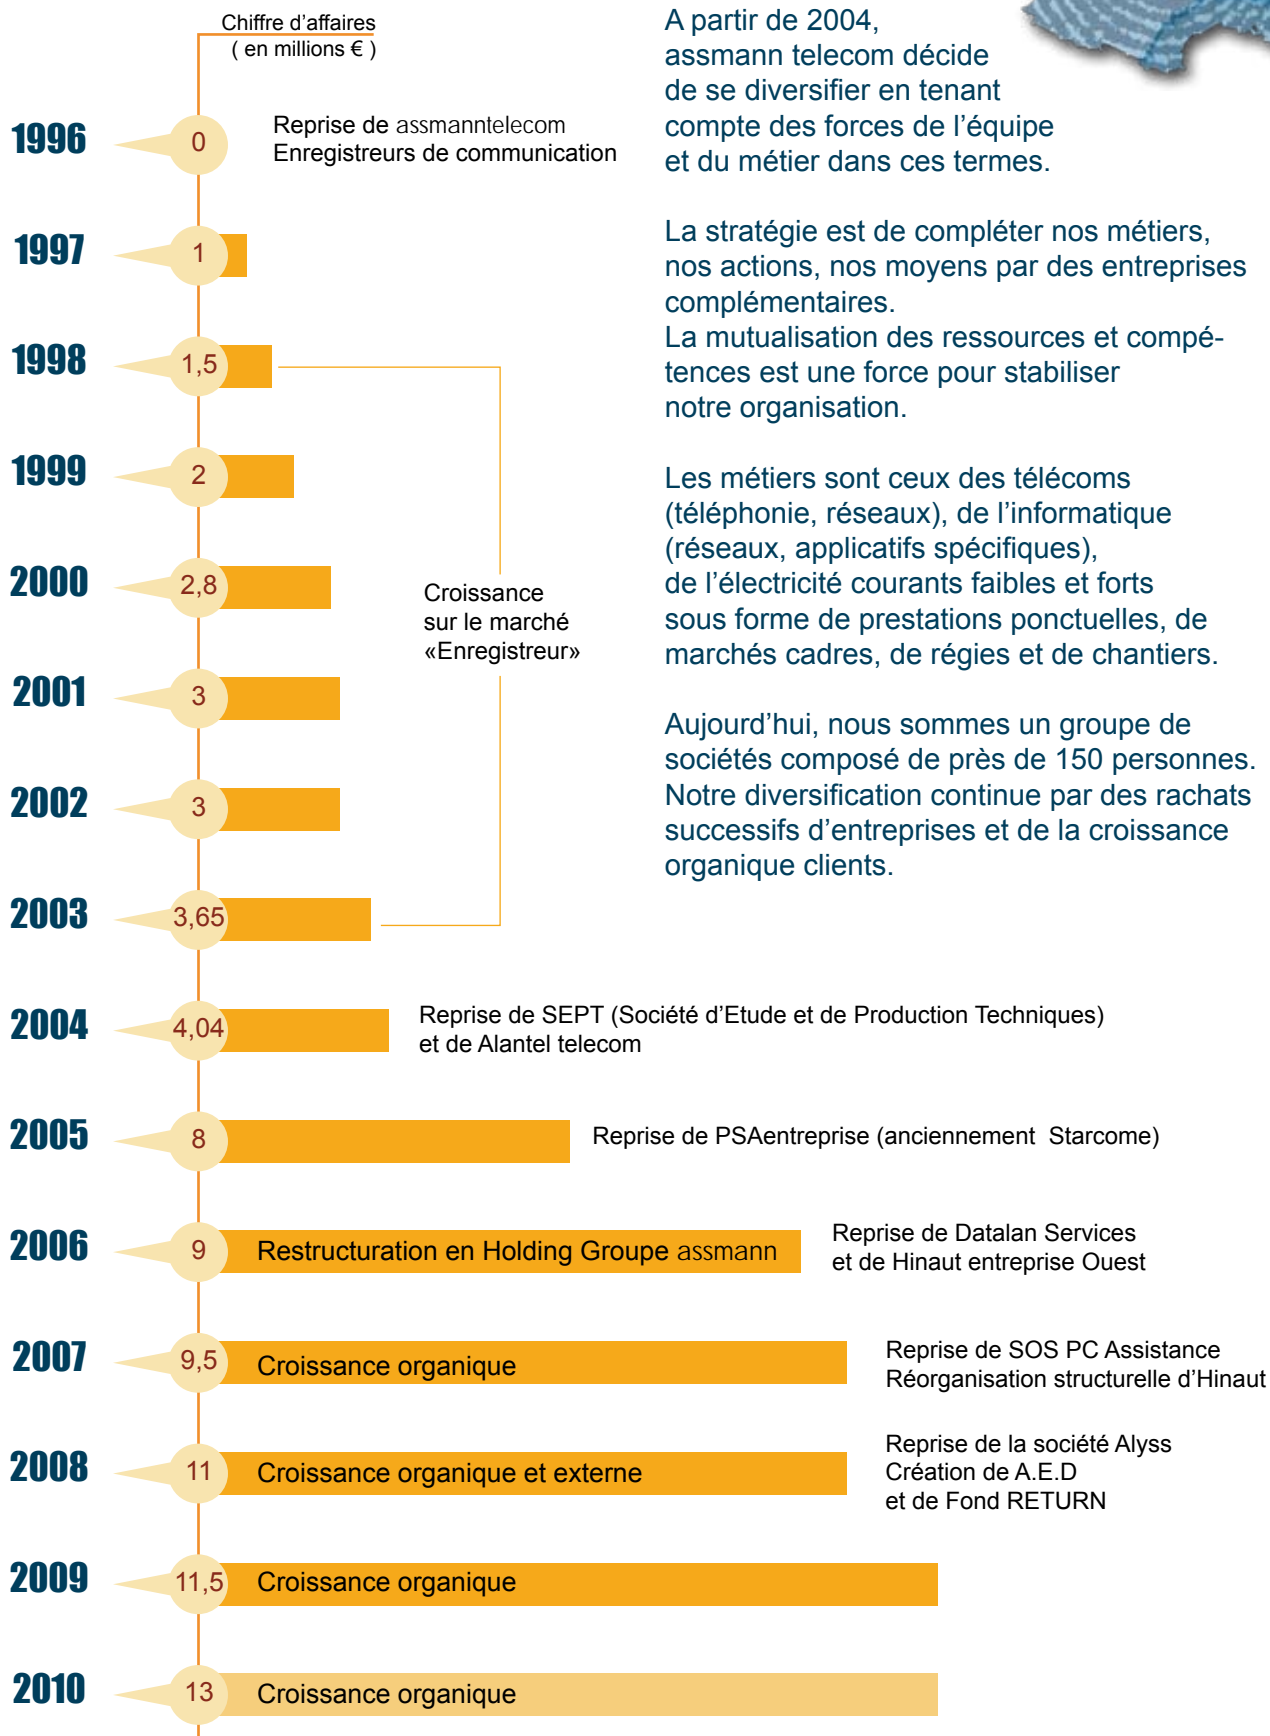 Chiffre d’affaires
( en millions € )
1996
0
Reprise de assmanntelecom
Enregistreurs de communication
1997
1
1998
1,5
1999
2
2000
2,8
2001
3
2002
3
2003
3,65
Croissance
sur le marché
«Enregistreur»
2004
4,04
Reprise de SEPT (Société d’Etude et de Production Techniques)
et de Alantel telecom
2005
8
Reprise de PSAentreprise (anciennement Starcome)
2006
9
Restructuration en Holding Groupe assmann
Reprise de Datalan Services
et de Hinaut entreprise Ouest
2007
9,5
Croissance organique
Reprise de SOS PC Assistance
Réorganisation structurelle d’Hinaut
2008
11
Croissance organique et externe
Reprise de la société Alyss
Création de A.E.D
et de Fond RETURN
2009
11,5
Croissance organique
2010
13
Croissance organique
A partir de 2004,
assmann telecom décide
de se diversifier en tenant
compte des forces de l’équipe
et du métier dans ces termes.
La stratégie est de compléter nos métiers,
nos actions, nos moyens par des entreprises
complémentaires.
La mutualisation des ressources et compé-
tences est une force pour stabiliser
notre organisation.
Les métiers sont ceux des télécoms
(téléphonie, réseaux), de l’informatique
(réseaux, applicatifs spécifiques),
de l’électricité courants faibles et forts
sous forme de prestations ponctuelles, de
marchés cadres, de régies et de chantiers.
Aujourd’hui, nous sommes un groupe de
sociétés composé de près de 150 personnes.
Notre diversification continue par des rachats
successifs d’entreprises et de la croissance
organique clients.